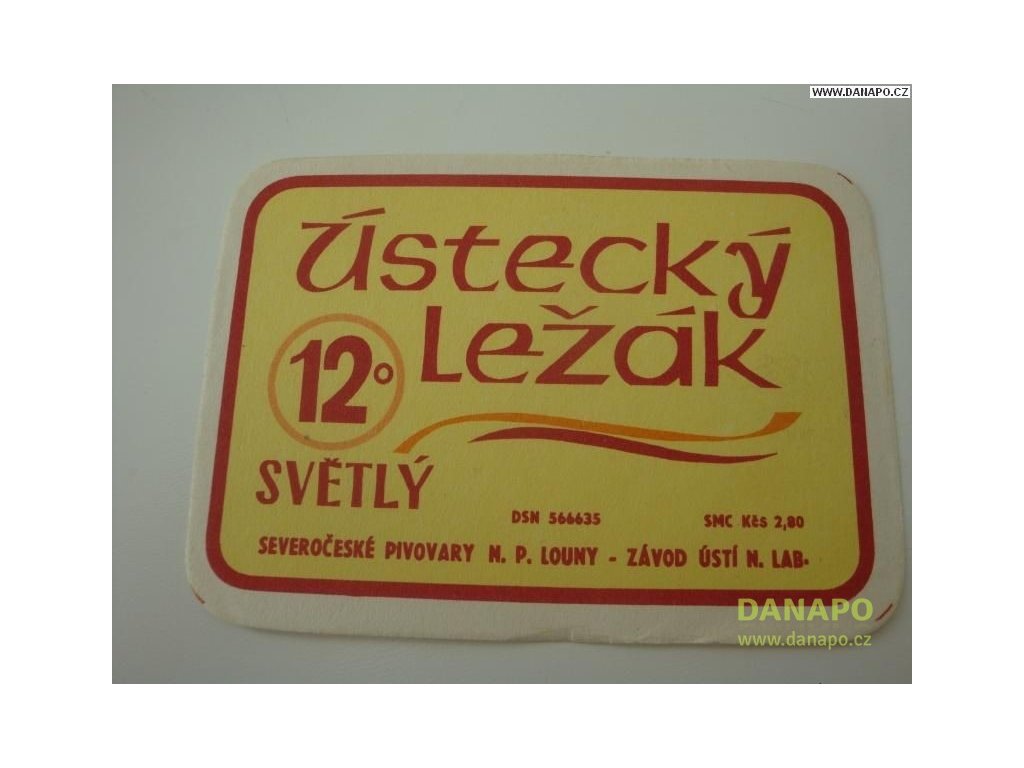 WWW.DANAPO.CZ
Ústecký
Ležák
12°
SVĚTLÝ
DSN 566635 SMC Kčs 2,80
SEVEROČESKÉ PIVOVARY N. P. LOUNY - ZÁVOD ÚSTÍ N. LAB.
DANAPO
www.danapo.cz